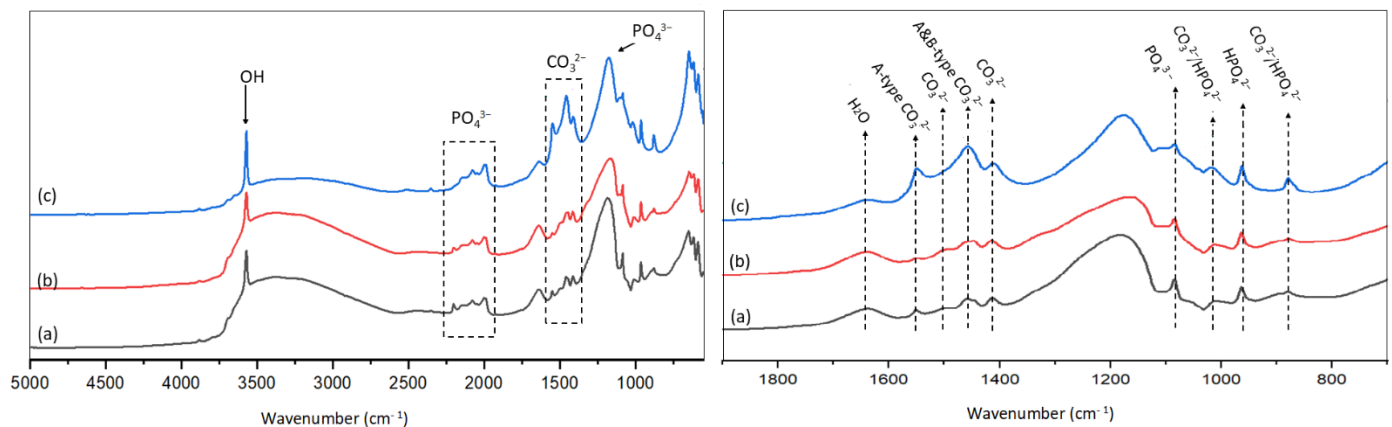 OH
PO₄³⁻
CO₃²⁻
PO₄³⁻
(c)
(b)
(a)
5000 4500 4000 3500 3000 2500 2000 1500 1000
Wavenumber (cm⁻¹)
H₂O
A-type CO₃²⁻
CO₃²⁻
A&B-type CO₃²⁻
CO₃²⁻
PO₄³⁻
CO₃²⁻/HPO₄²⁻
HPO₄²⁻
CO₃²⁻/HPO₄²⁻
(c)
(b)
(a)
1800 1600 1400 1200 1000 800
Wavenumber (cm⁻¹)